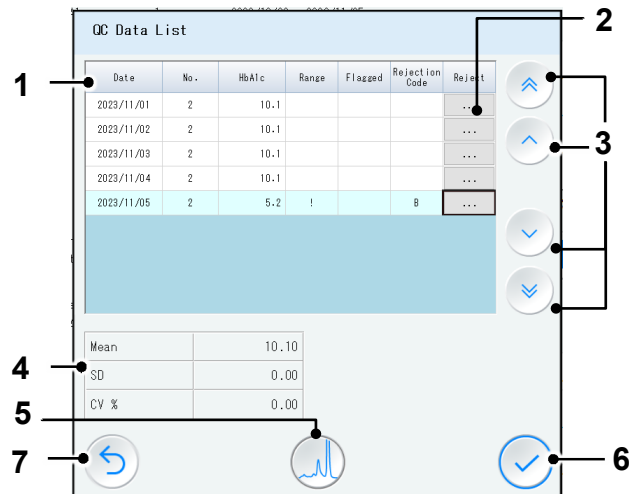 QC Data List
2
1
Date No. HbA1c Range Flagged Rejection Code Reject
2023/11/01 2 10.1 ...
2023/11/02 2 10.1 ...
3
2023/11/03 2 10.1 ...
2023/11/04 2 10.1 ...
2023/11/05 2 5.2 ! B ...
Mean 10.10
4
SD 0.00
CV % 0.00
5
7
6